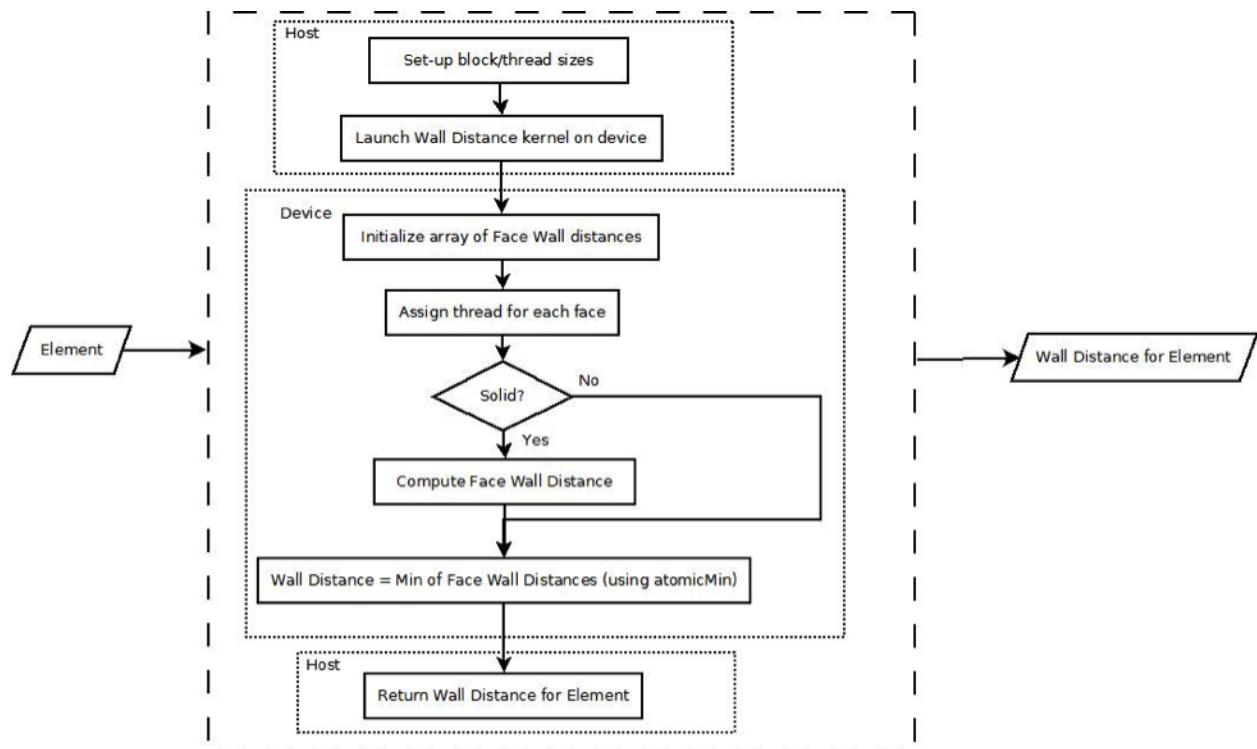 Host
Set-up block/thread sizes
Launch Wall Distance kernel on device
Device
Initialize array of Face Wall distances
Assign thread for each face
Element
Wall Distance for Element
Solid?
No
Yes
Compute Face Wall Distance
Wall Distance = Min of Face Wall Distances (using atomicMin)
Host
Return Wall Distance for Element